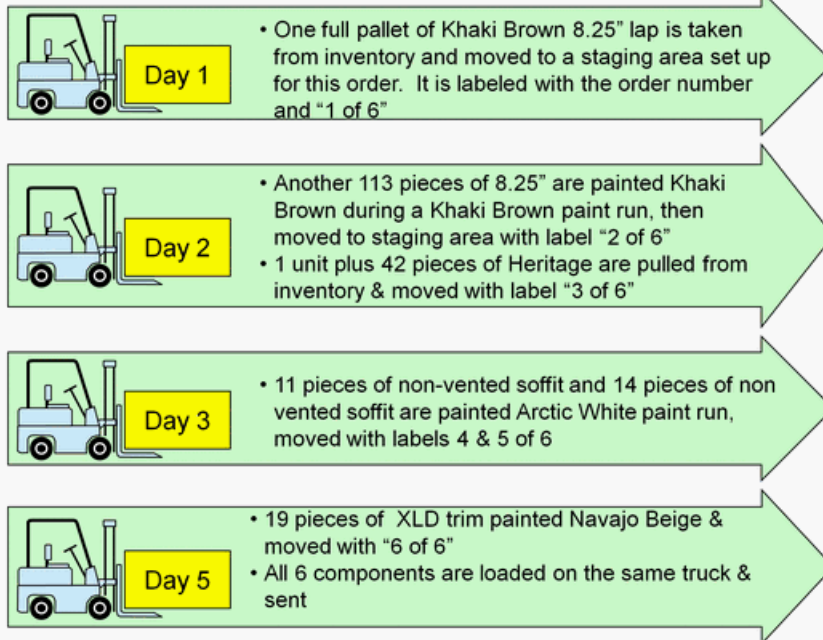 Day 1
• One full pallet of Khaki Brown 8.25” lap is taken
from inventory and moved to a staging area set up
for this order.  It is labeled with the order number
and “1 of 6”
Day 2
• Another 113 pieces of 8.25” are painted Khaki
Brown during a Khaki Brown paint run, then
moved to staging area with label “2 of 6”
• 1 unit plus 42 pieces of Heritage are pulled from
inventory & moved with label “3 of 6”
Day 3
• 11 pieces of non-vented soffit and 14 pieces of non
vented soffit are painted Arctic White paint run,
moved with labels 4 & 5 of 6
Day 5
• 19 pieces of  XLD trim painted Navajo Beige &
moved with “6 of 6”
• All 6 components are loaded on the same truck &
sent